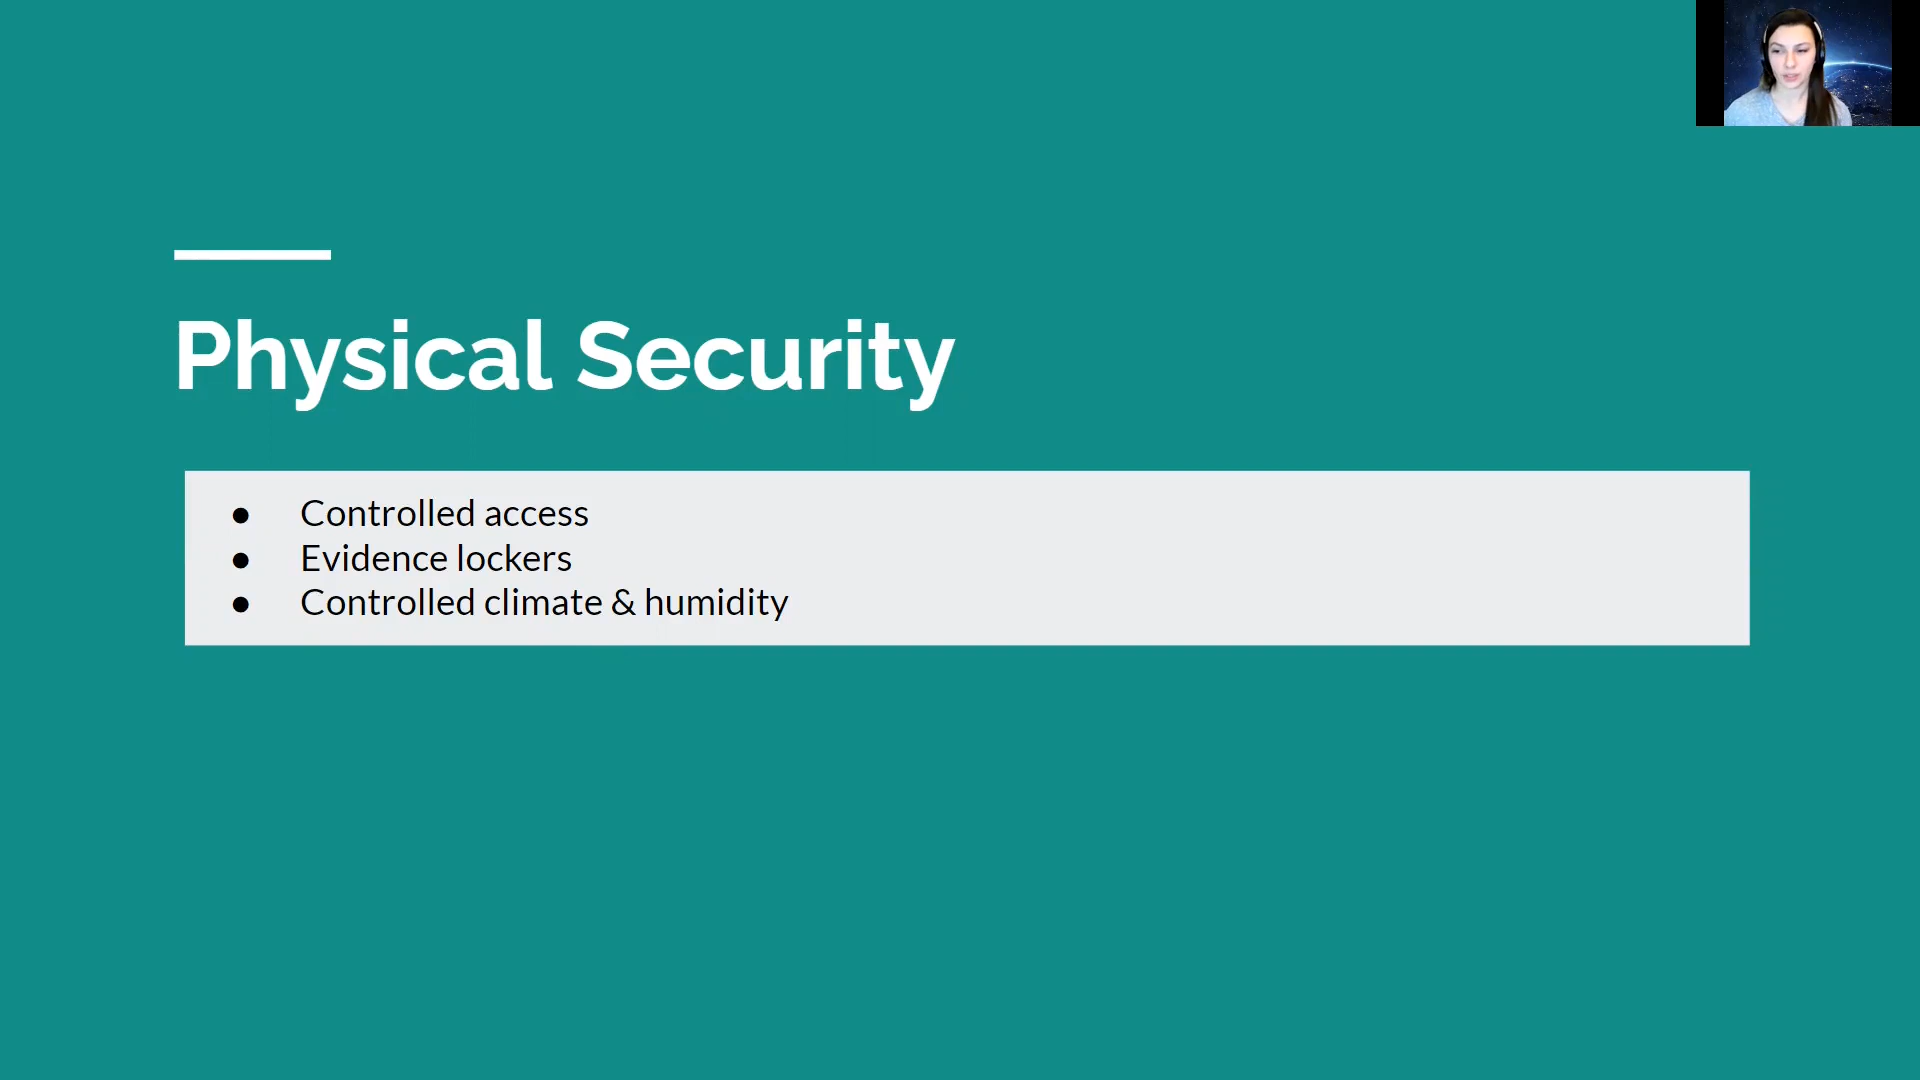 Physical Security
● Controlled access
● Evidence lockers
● Controlled climate & humidity